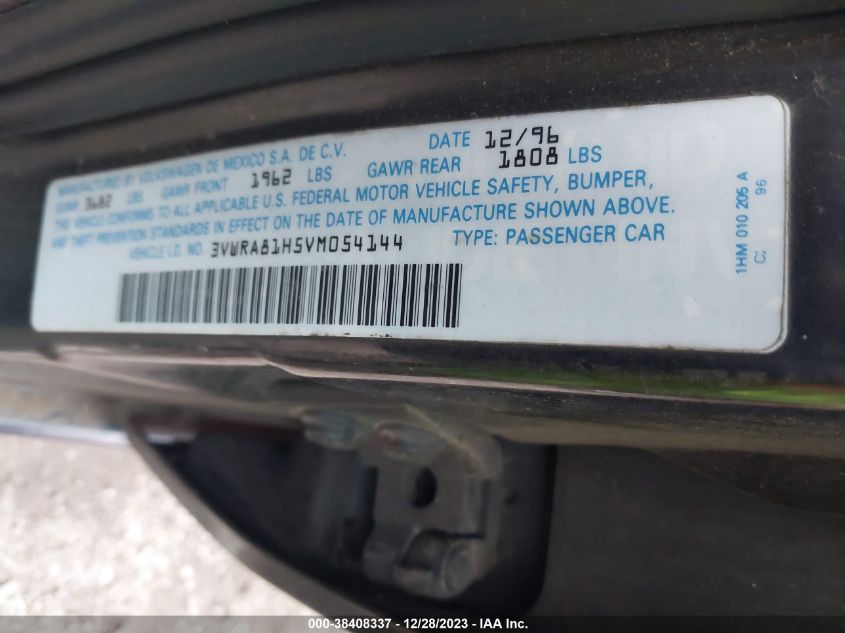 MANUFACTURED BY VOLKSWAGEN DE MEXICO S.A. DE C.V. DATE 12/96
GVWR 3682 LBS GAWR FRONT 1962 LBS GAWR REAR 1808 LBS
THE VEHICLE CONFORMS TO ALL APPLICABLE U.S. FEDERAL MOTOR VEHICLE SAFETY, BUMPER,
AND THEFT PREVENTION STANDARDS IN EFFECT ON THE DATE OF MANUFACTURE SHOWN ABOVE.
VEHICLE I.D. NO. 3VWRA81H5VM054144 TYPE: PASSENGER CAR
1HM 010 205 A
C: 96
000-38408337 - 12/28/2023 - IAA Inc.